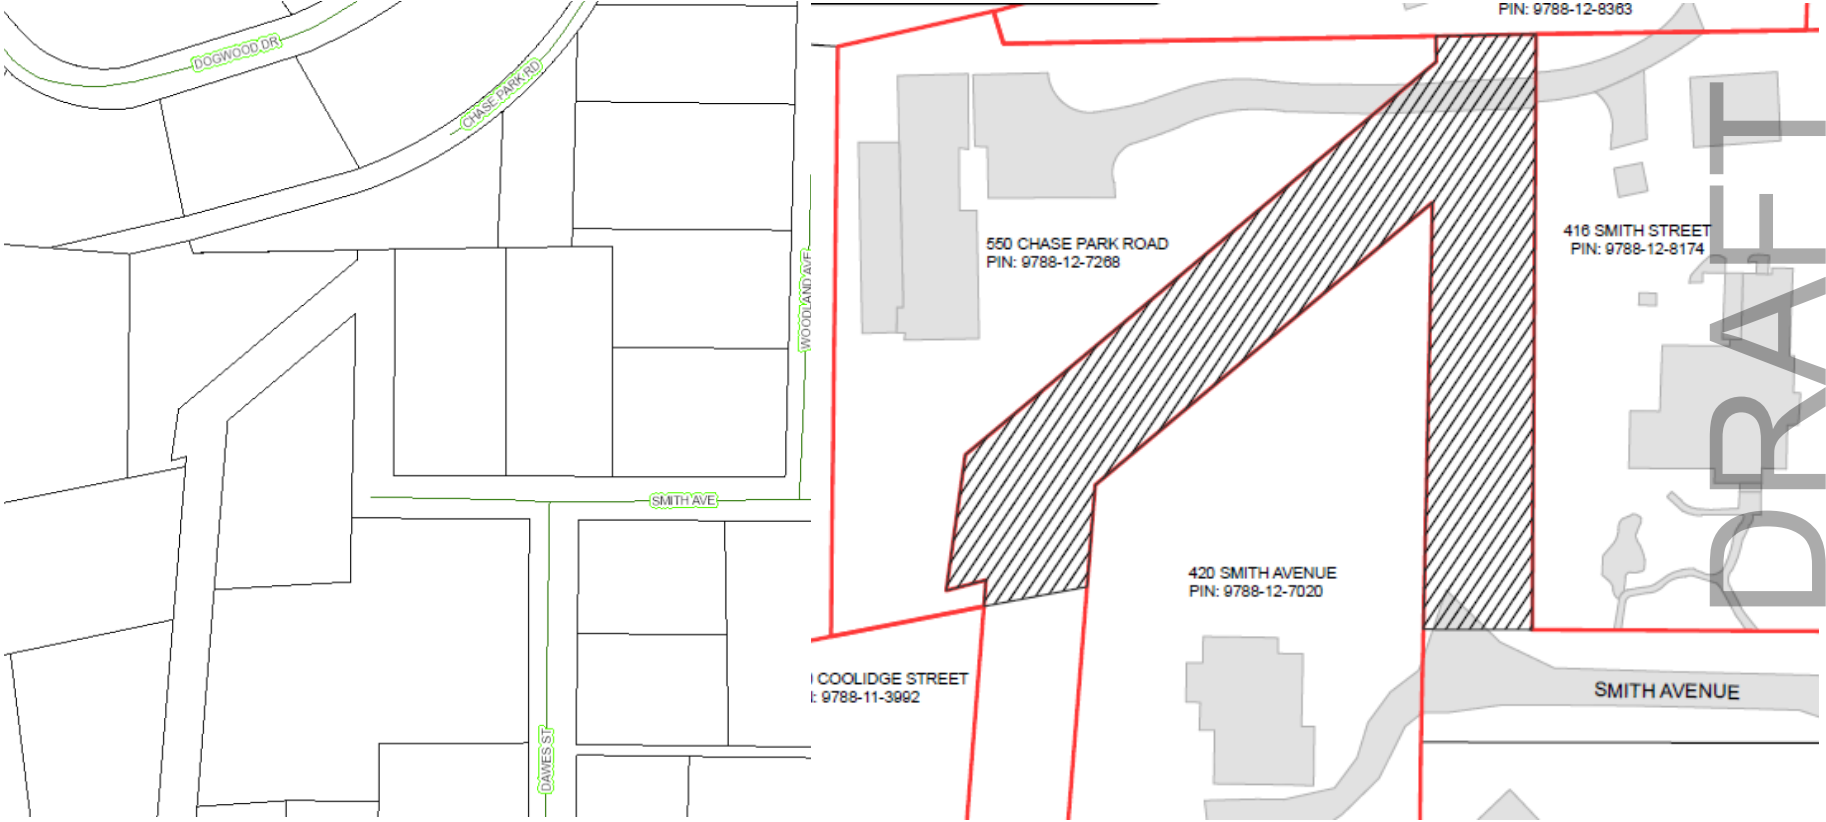 DOGWOOD DR
CHASE PARK RD
WOODLAND AVE
SMITH AVE
DAWES ST
PIN: 9788-12-8363
550 CHASE PARK ROAD
PIN: 9788-12-7268
416 SMITH STREET
PIN: 9788-12-8174
DRAFT
420 SMITH AVENUE
PIN: 9788-12-7020
COOLIDGE STREET
: 9788-11-3992
SMITH AVENUE